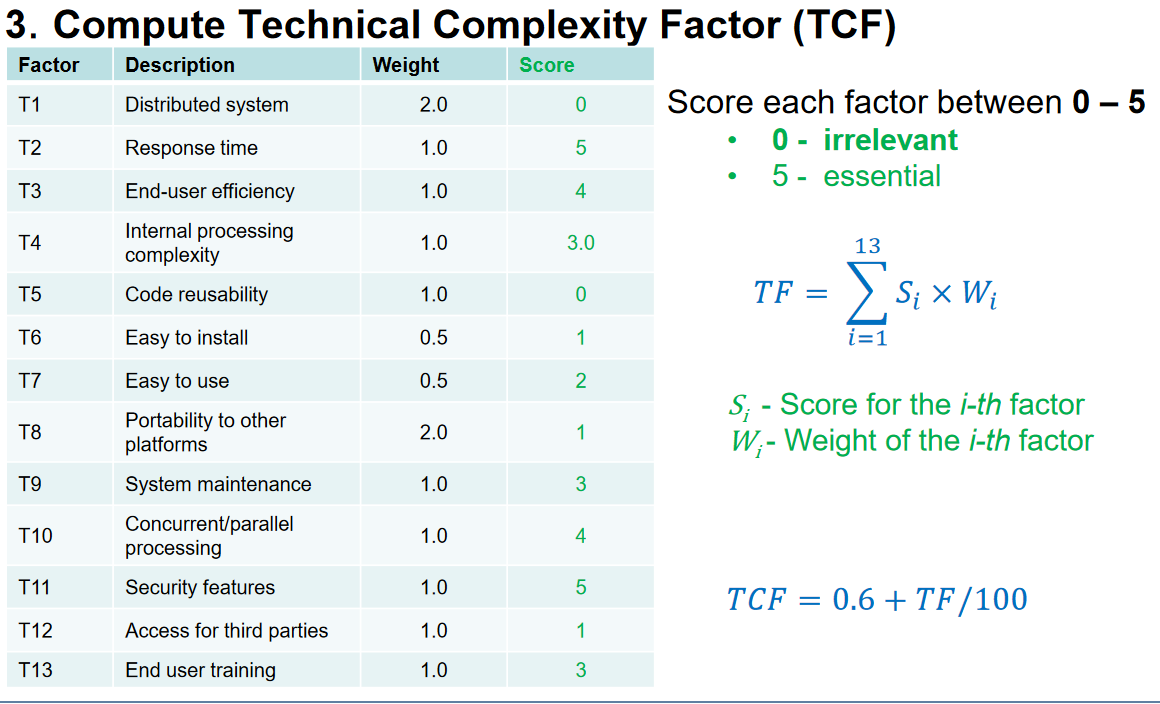 3. Compute Technical Complexity Factor (TCF)
Factor Description Weight Score
T1 Distributed system 2.0 0
T2 Response time 1.0 5
T3 End-user efficiency 1.0 4
T4 Internal processing complexity 1.0 3.0
T5 Code reusability 1.0 0
T6 Easy to install 0.5 1
T7 Easy to use 0.5 2
T8 Portability to other platforms 2.0 1
T9 System maintenance 1.0 3
T10 Concurrent/parallel processing 1.0 4
T11 Security features 1.0 5
T12 Access for third parties 1.0 1
T13 End user training 1.0 3
Score each factor between 0 – 5
• 0 - irrelevant
• 5 - essential
13
TF = ∑ Si × Wi
i=1
Si - Score for the i-th factor
Wi - Weight of the i-th factor
TCF = 0.6 + TF/100